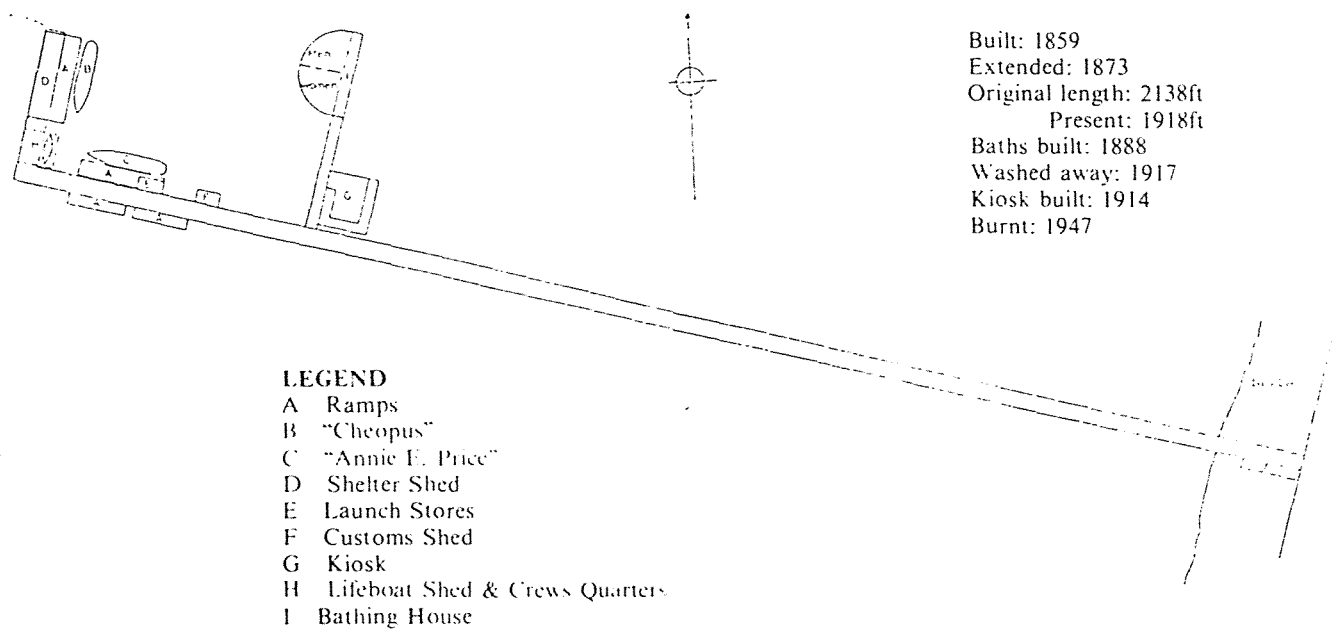 Built: 1859
Extended: 1873
Original length: 2138ft
Present: 1918ft
Baths built: 1888
Washed away: 1917
Kiosk built: 1914
Burnt: 1947
D A B
men
women
H
C
A E
F
G
A A
LEGEND
A Ramps
B "Cheopus"
C "Annie E. Price"
D Shelter Shed
E Launch Stores
F Customs Shed
G Kiosk
H Lifeboat Shed & Crews Quarters
I Bathing House